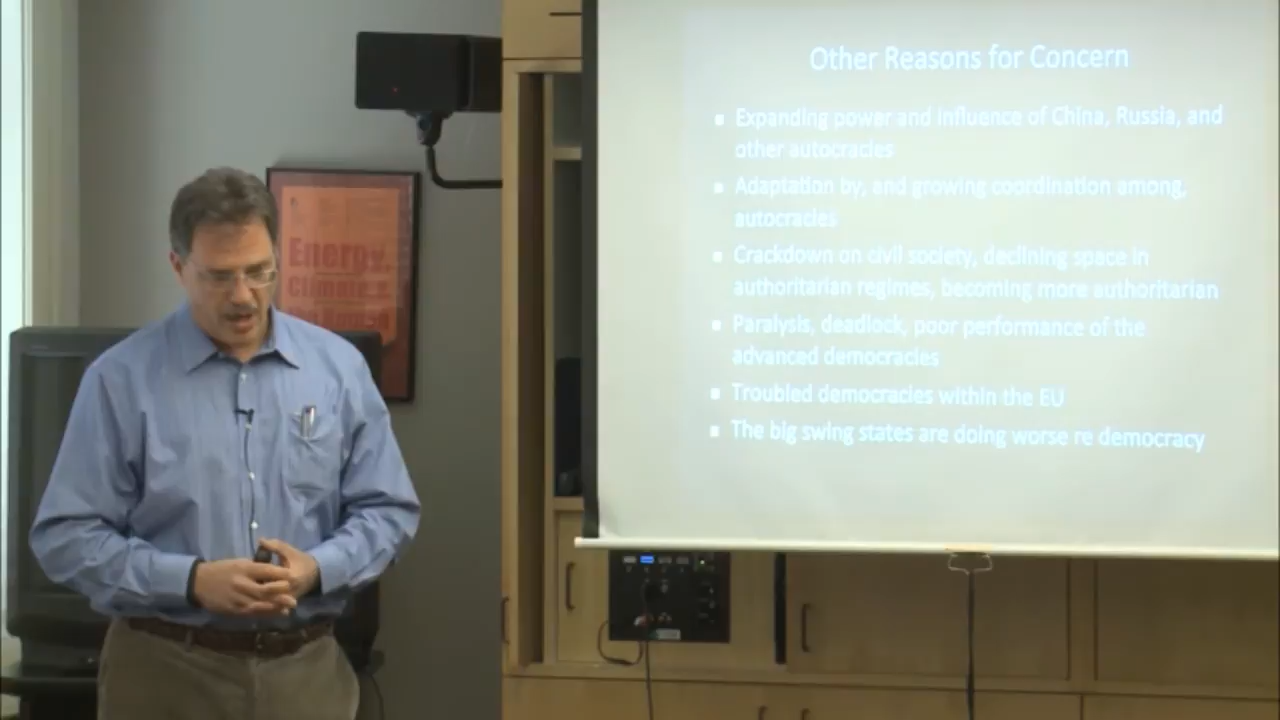 Other Reasons for Concern
▪ Expanding power and influence of China, Russia, and
other autocracies
▪ Adaptation by, and growing coordination among,
autocracies
▪ Crackdown on civil society, declining space in
authoritarian regimes, becoming more authoritarian
▪ Paralysis, deadlock, poor performance of the
advanced democracies
▪ Troubled democracies within the EU
▪ The big swing states are doing worse re democracy
Energy,
Climate